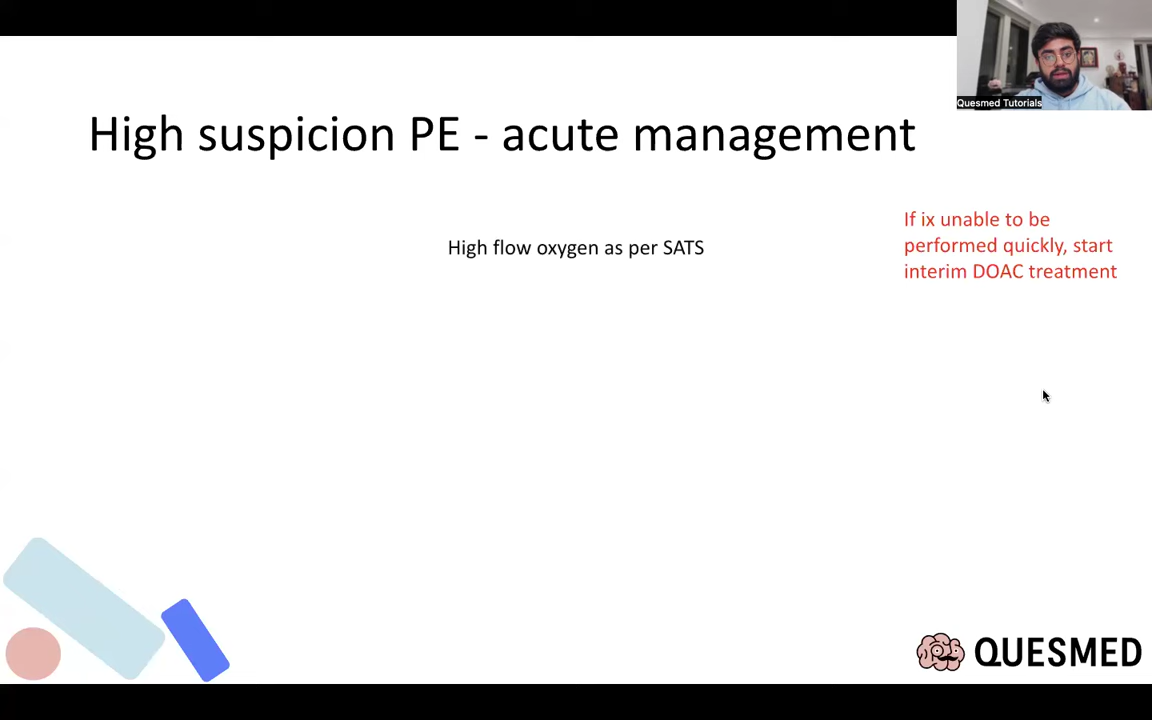 Quesmed Tutorials
High suspicion PE - acute management
High flow oxygen as per SATS
If ix unable to be
performed quickly, start
interim DOAC treatment
QUESMED